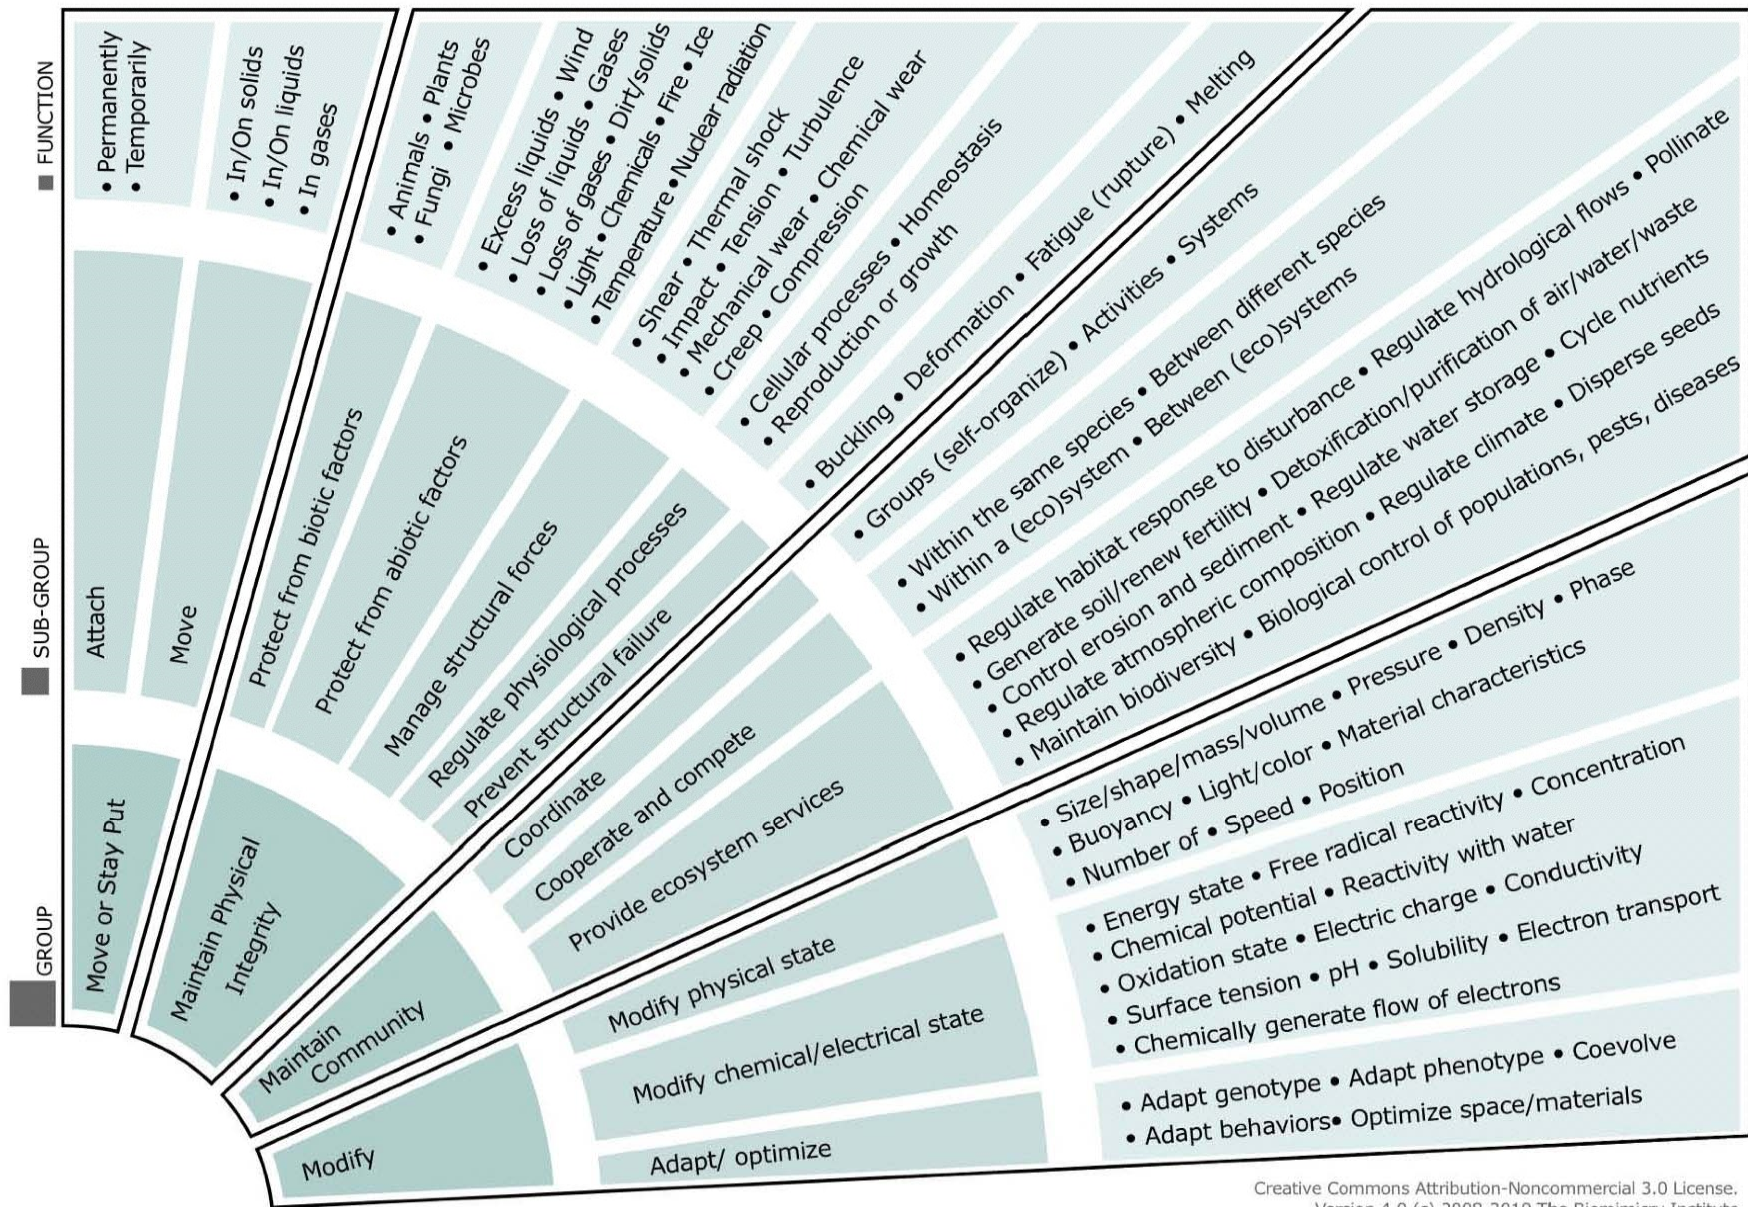 FUNCTION
SUB-GROUP
GROUP
Move or Stay Put
Attach
• Permanently
• Temporarily
Move
• In/On solids
• In/On liquids
• In gases
Maintain Physical
Integrity
Protect from biotic factors
• Animals • Plants
• Fungi • Microbes
Protect from abiotic factors
• Excess liquids • Wind
• Loss of liquids • Gases
• Loss of gases • Dirt/solids
• Light • Chemicals • Fire • Ice
• Temperature • Nuclear radiation
Manage structural forces
• Shear • Thermal shock
• Impact • Tension • Turbulence
• Mechanical wear • Chemical wear
• Creep • Compression
Regulate physiological processes
• Cellular processes • Homeostasis
• Reproduction or growth
Prevent structural failure
• Buckling • Deformation • Fatigue (rupture) • Melting
Maintain
Community
Coordinate
• Groups (self-organize) • Activities • Systems
Cooperate and compete
• Within the same species • Between different species
• Within a (eco)system • Between (eco)systems
Provide ecosystem services
• Regulate habitat response to disturbance • Regulate hydrological flows • Pollinate
• Generate soil/renew fertility • Detoxification/purification of air/water/waste
• Control erosion and sediment • Regulate water storage • Cycle nutrients
• Regulate atmospheric composition • Regulate climate • Disperse seeds
• Maintain biodiversity • Biological control of populations, pests, diseases
Modify
Modify physical state
• Size/shape/mass/volume • Pressure • Density • Phase
• Buoyancy • Light/color • Material characteristics
• Number of • Speed • Position
Modify chemical/electrical state
• Energy state • Free radical reactivity • Concentration
• Chemical potential • Reactivity with water
• Oxidation state • Electric charge • Conductivity
• Surface tension • pH • Solubility • Electron transport
• Chemically generate flow of electrons
Adapt/ optimize
• Adapt genotype • Adapt phenotype • Coevolve
• Adapt behaviors• Optimize space/materials
Creative Commons Attribution-Noncommercial 3.0 License.